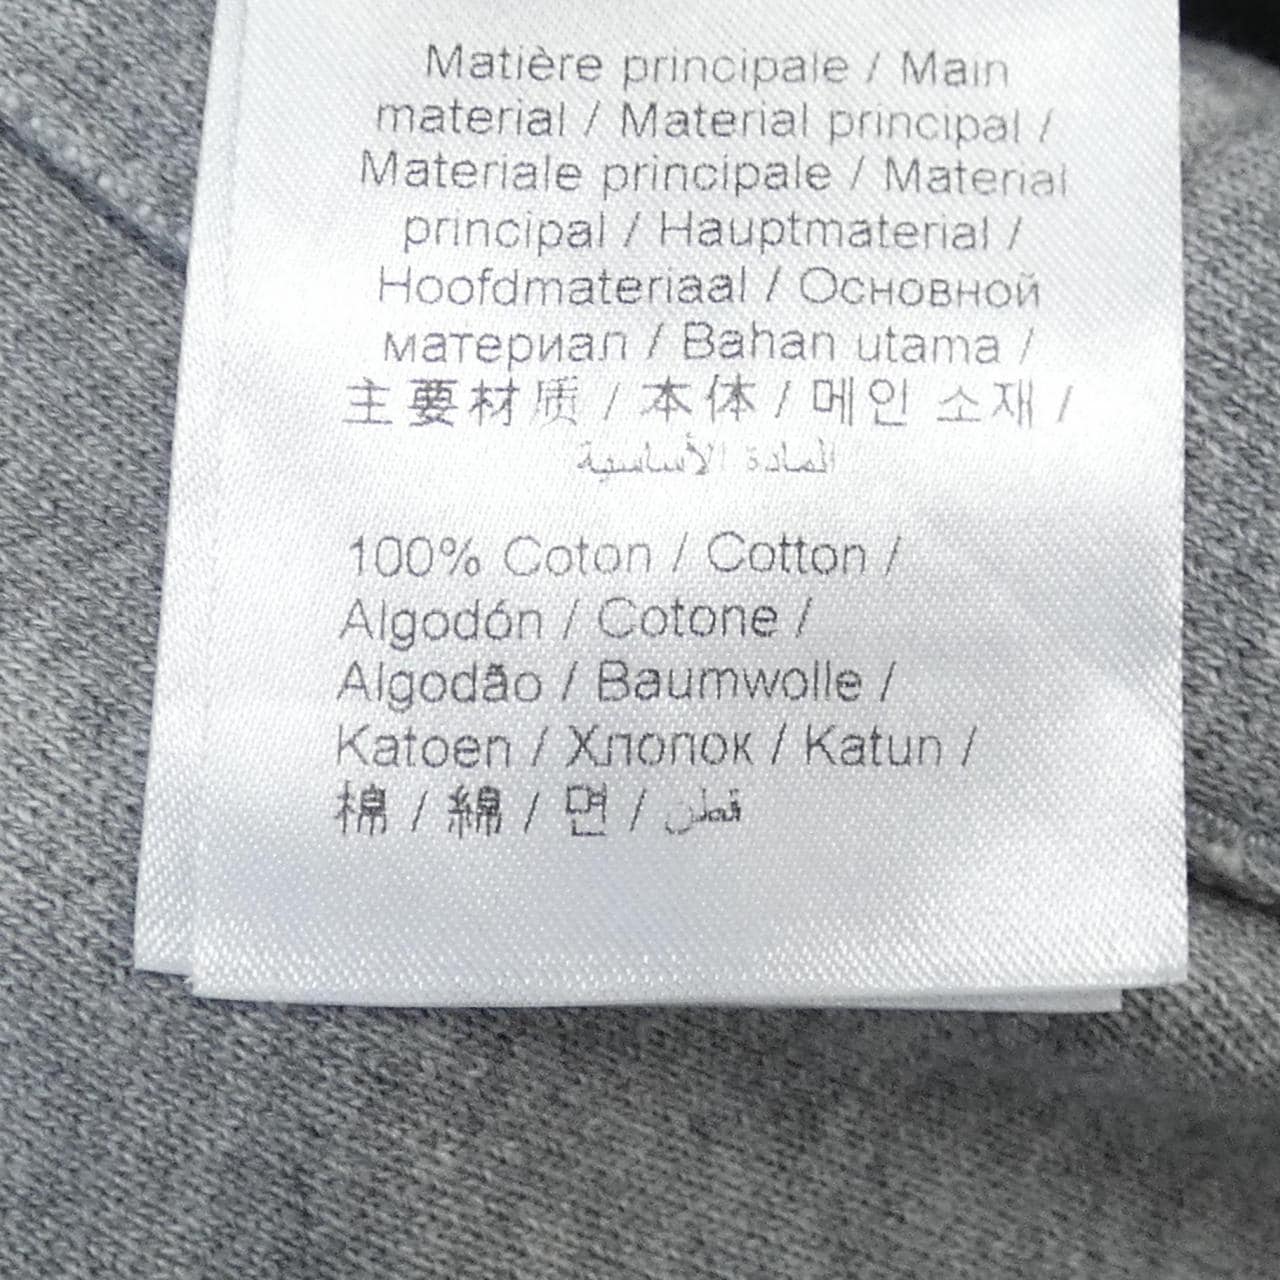 Matière principale / Main
material / Material principal /
Materiale principale / Material
principal / Hauptmaterial /
Hoofdmateriaal / Основной
материал / Bahan utama /
主要材质 / 本体 / 메인 소재 /
المادة الأساسية
100% Coton / Cotton /
Algodón / Cotone /
Algodão / Baumwolle /
Katoen / Хлопок / Katun /
棉 / 綿 / 면 / قطن